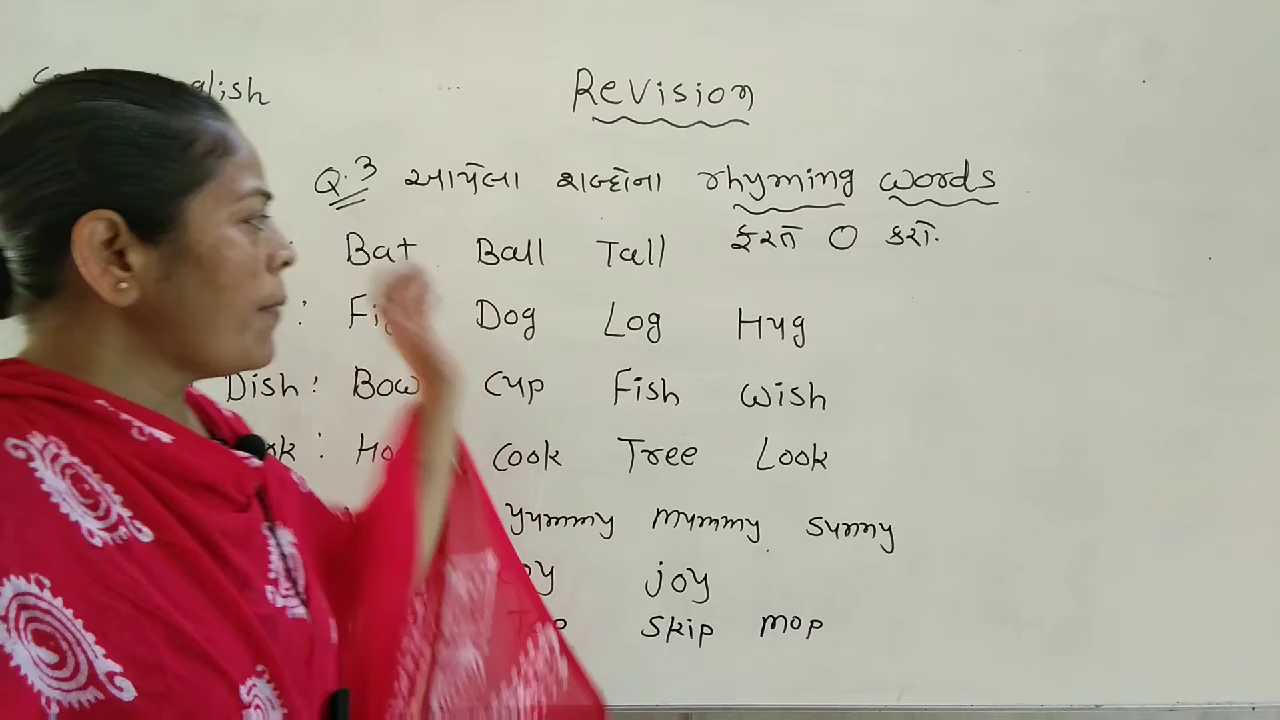 Revision
Q.3 આપેલા શબ્દોના rhyming words
ફરતે O કરો.
Bat Ball Tall
Dog Log Hug
Dish: Bow Cup Fish Wish
Cook Tree Look
Yummy Mummy Sunny
joy
Skip Mop